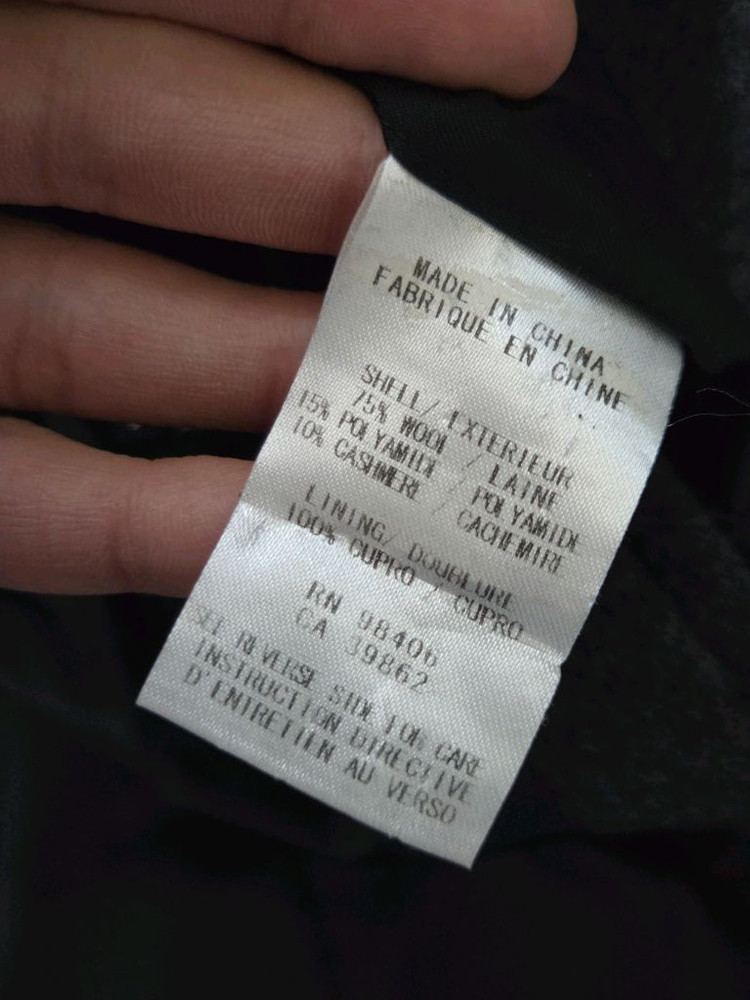 MADE IN CHINA
FABRIQUE EN CHINE
SHELL/ EXTERIEUR
75% WOOL / LAINE
15% POLYAMIDE / POLYAMIDE
10% CASHMERE / CACHEMIRE
LINING/ DOUBLURE
100% CUPRO / CUPRO
RN 98406
CA 39862
SEE REVERSE SIDE FOR CARE
INSTRUCTION DIRECTIVE
D'ENTRETIEN AU VERSO